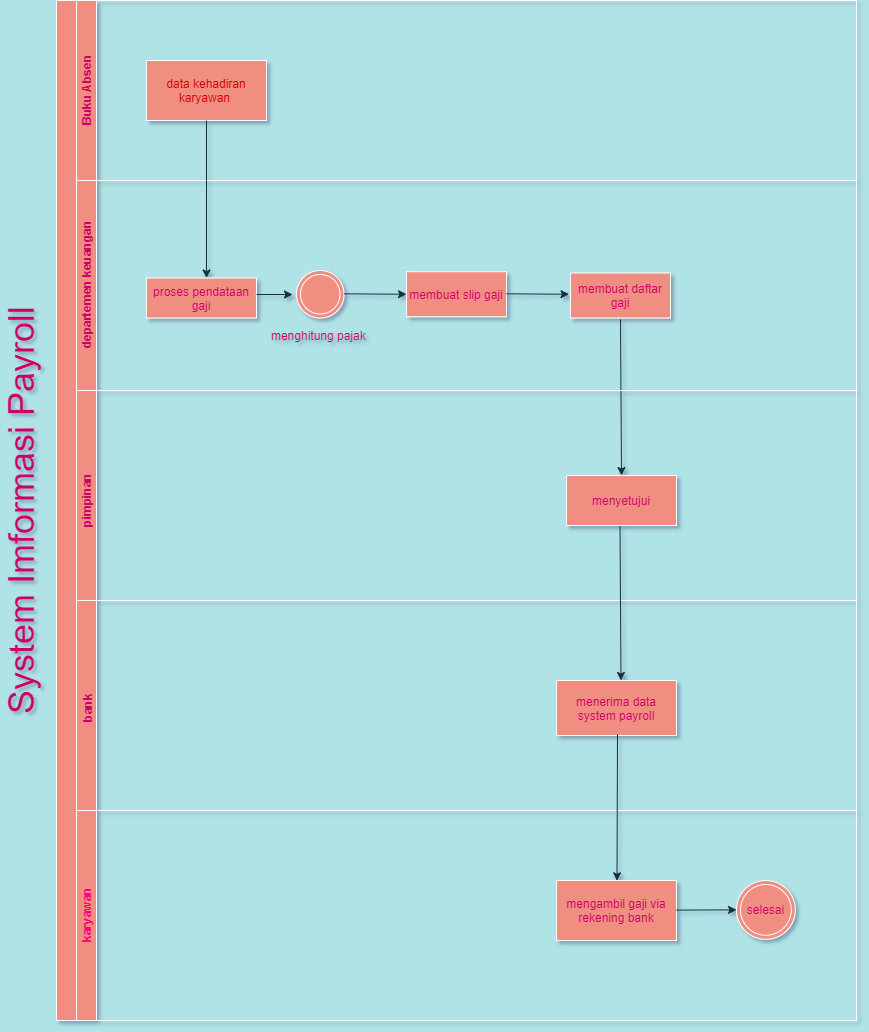 System Imformasi Payroll
Buku Absen
data kehadiran
karyawan
departemen keuangan
proses pendataan
gaji
menghitung pajak
membuat slip gaji
membuat daftar
gaji
pimpinan
menyetujui
bank
menerima data
system payroll
karyawan
mengambil gaji via
rekening bank
selesai